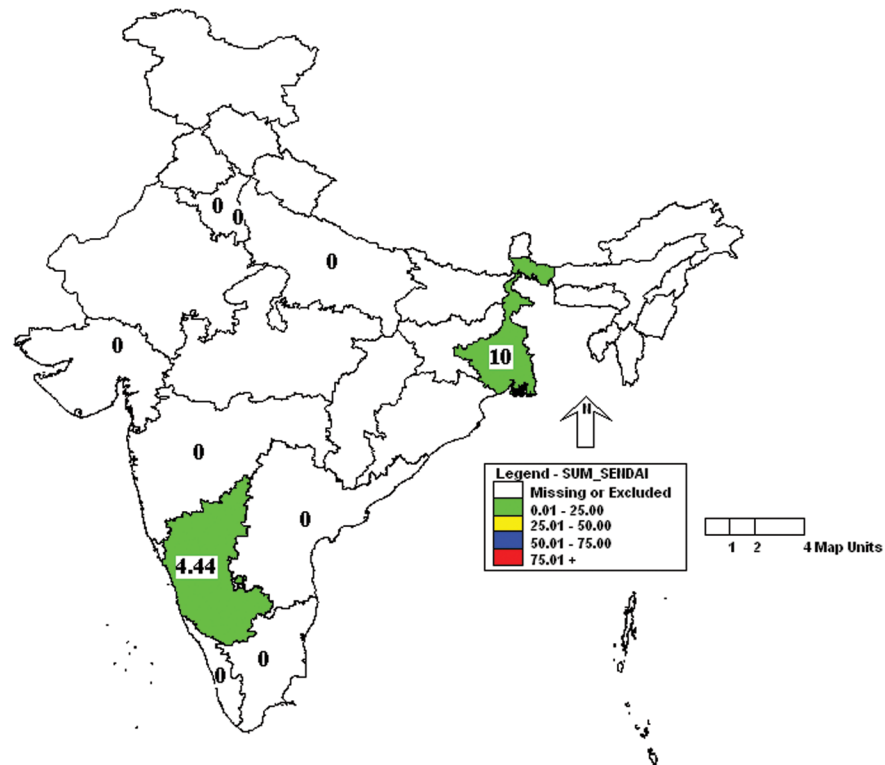 0
0
0
0
10
0
0
4.44
0
0
N
Legend - SUM_SENDAI
Missing or Excluded
0.01 - 25.00
25.01 - 50.00
50.01 - 75.00
75.01 +
1 2 4 Map Units